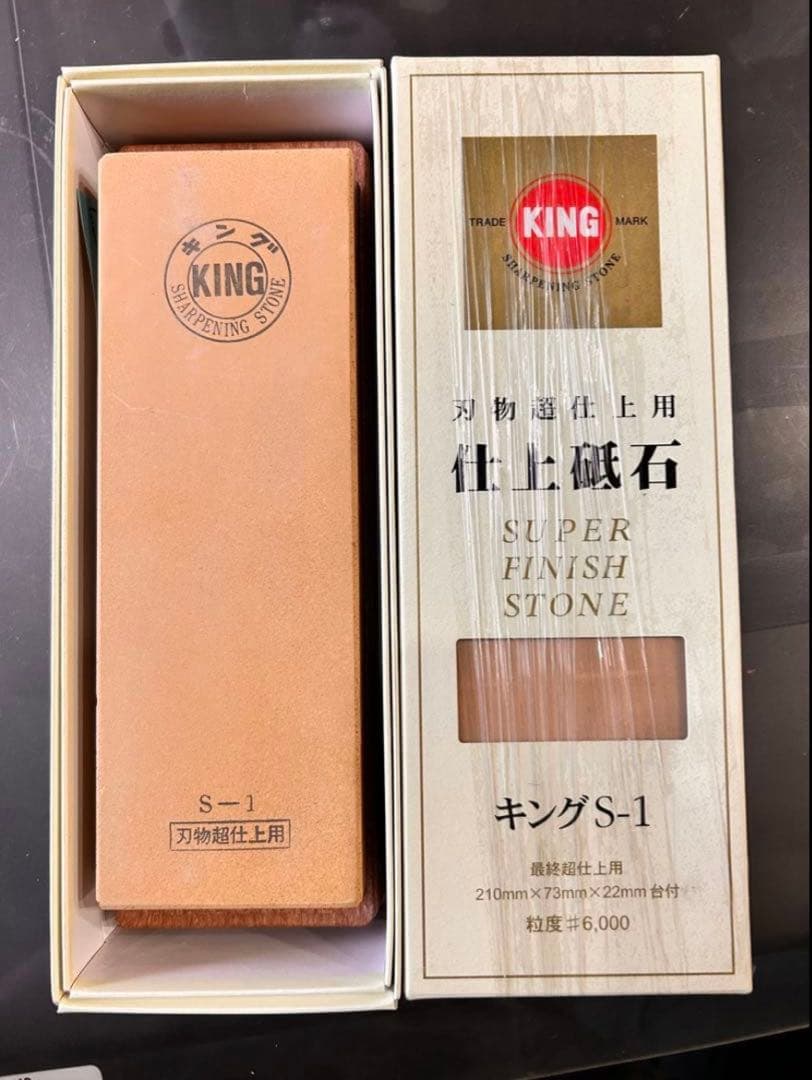 キング
KING
SHARPENING STONE
S-1
刃物超仕上用
TRADE KING MARK
SHARPENING STONE
刃物超仕上用
仕上砥石
SUPER
FINISH
STONE
キングS-1
最終超仕上用
210mm×73mm×22mm 台付
粒度♯6,000